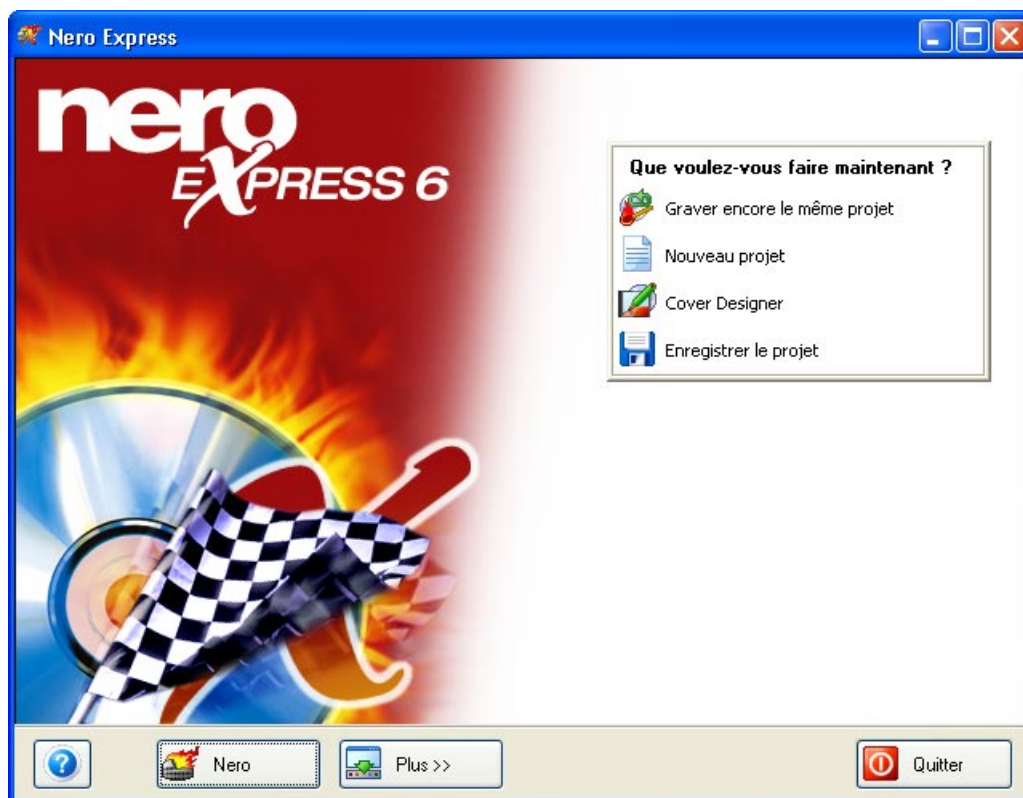 Nero Express
nero
EXPRESS 6
Que voulez-vous faire maintenant ?
Graver encore le même projet
Nouveau projet
Cover Designer
Enregistrer le projet
?
Nero
Plus >>
Quitter